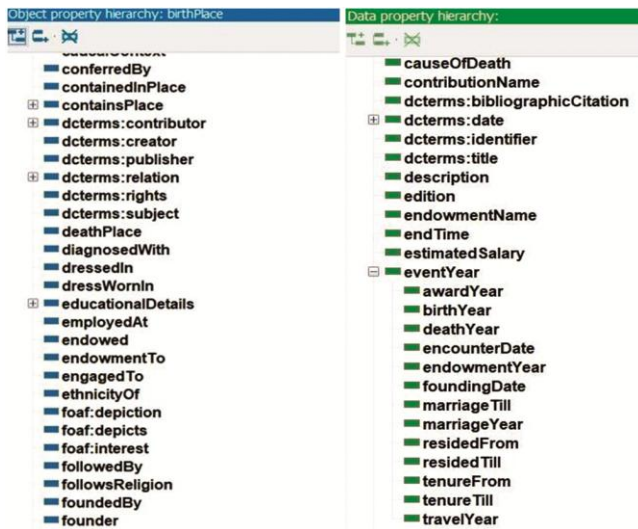 Object property hierarchy: birthPlace
causalContext
conferredBy
containedInPlace
containsPlace
dcterms:contributor
dcterms:creator
dcterms:publisher
dcterms:relation
dcterms:rights
dcterms:subject
deathPlace
diagnosedWith
dressedIn
dressWornIn
educationalDetails
employedAt
endowed
endowmentTo
engagedTo
ethnicityOf
foaf:depiction
foaf:depicts
foaf:interest
followedBy
followsReligion
foundedBy
founder
Data property hierarchy:
causeOfDeath
contributionName
dcterms:bibliographicCitation
dcterms:date
dcterms:identifier
dcterms:title
description
edition
endowmentName
endTime
estimatedSalary
eventYear
awardYear
birthYear
deathYear
encounterDate
endowmentYear
foundingDate
marriageTill
marriageYear
residedFrom
residedTill
tenureFrom
tenureTill
travelYear